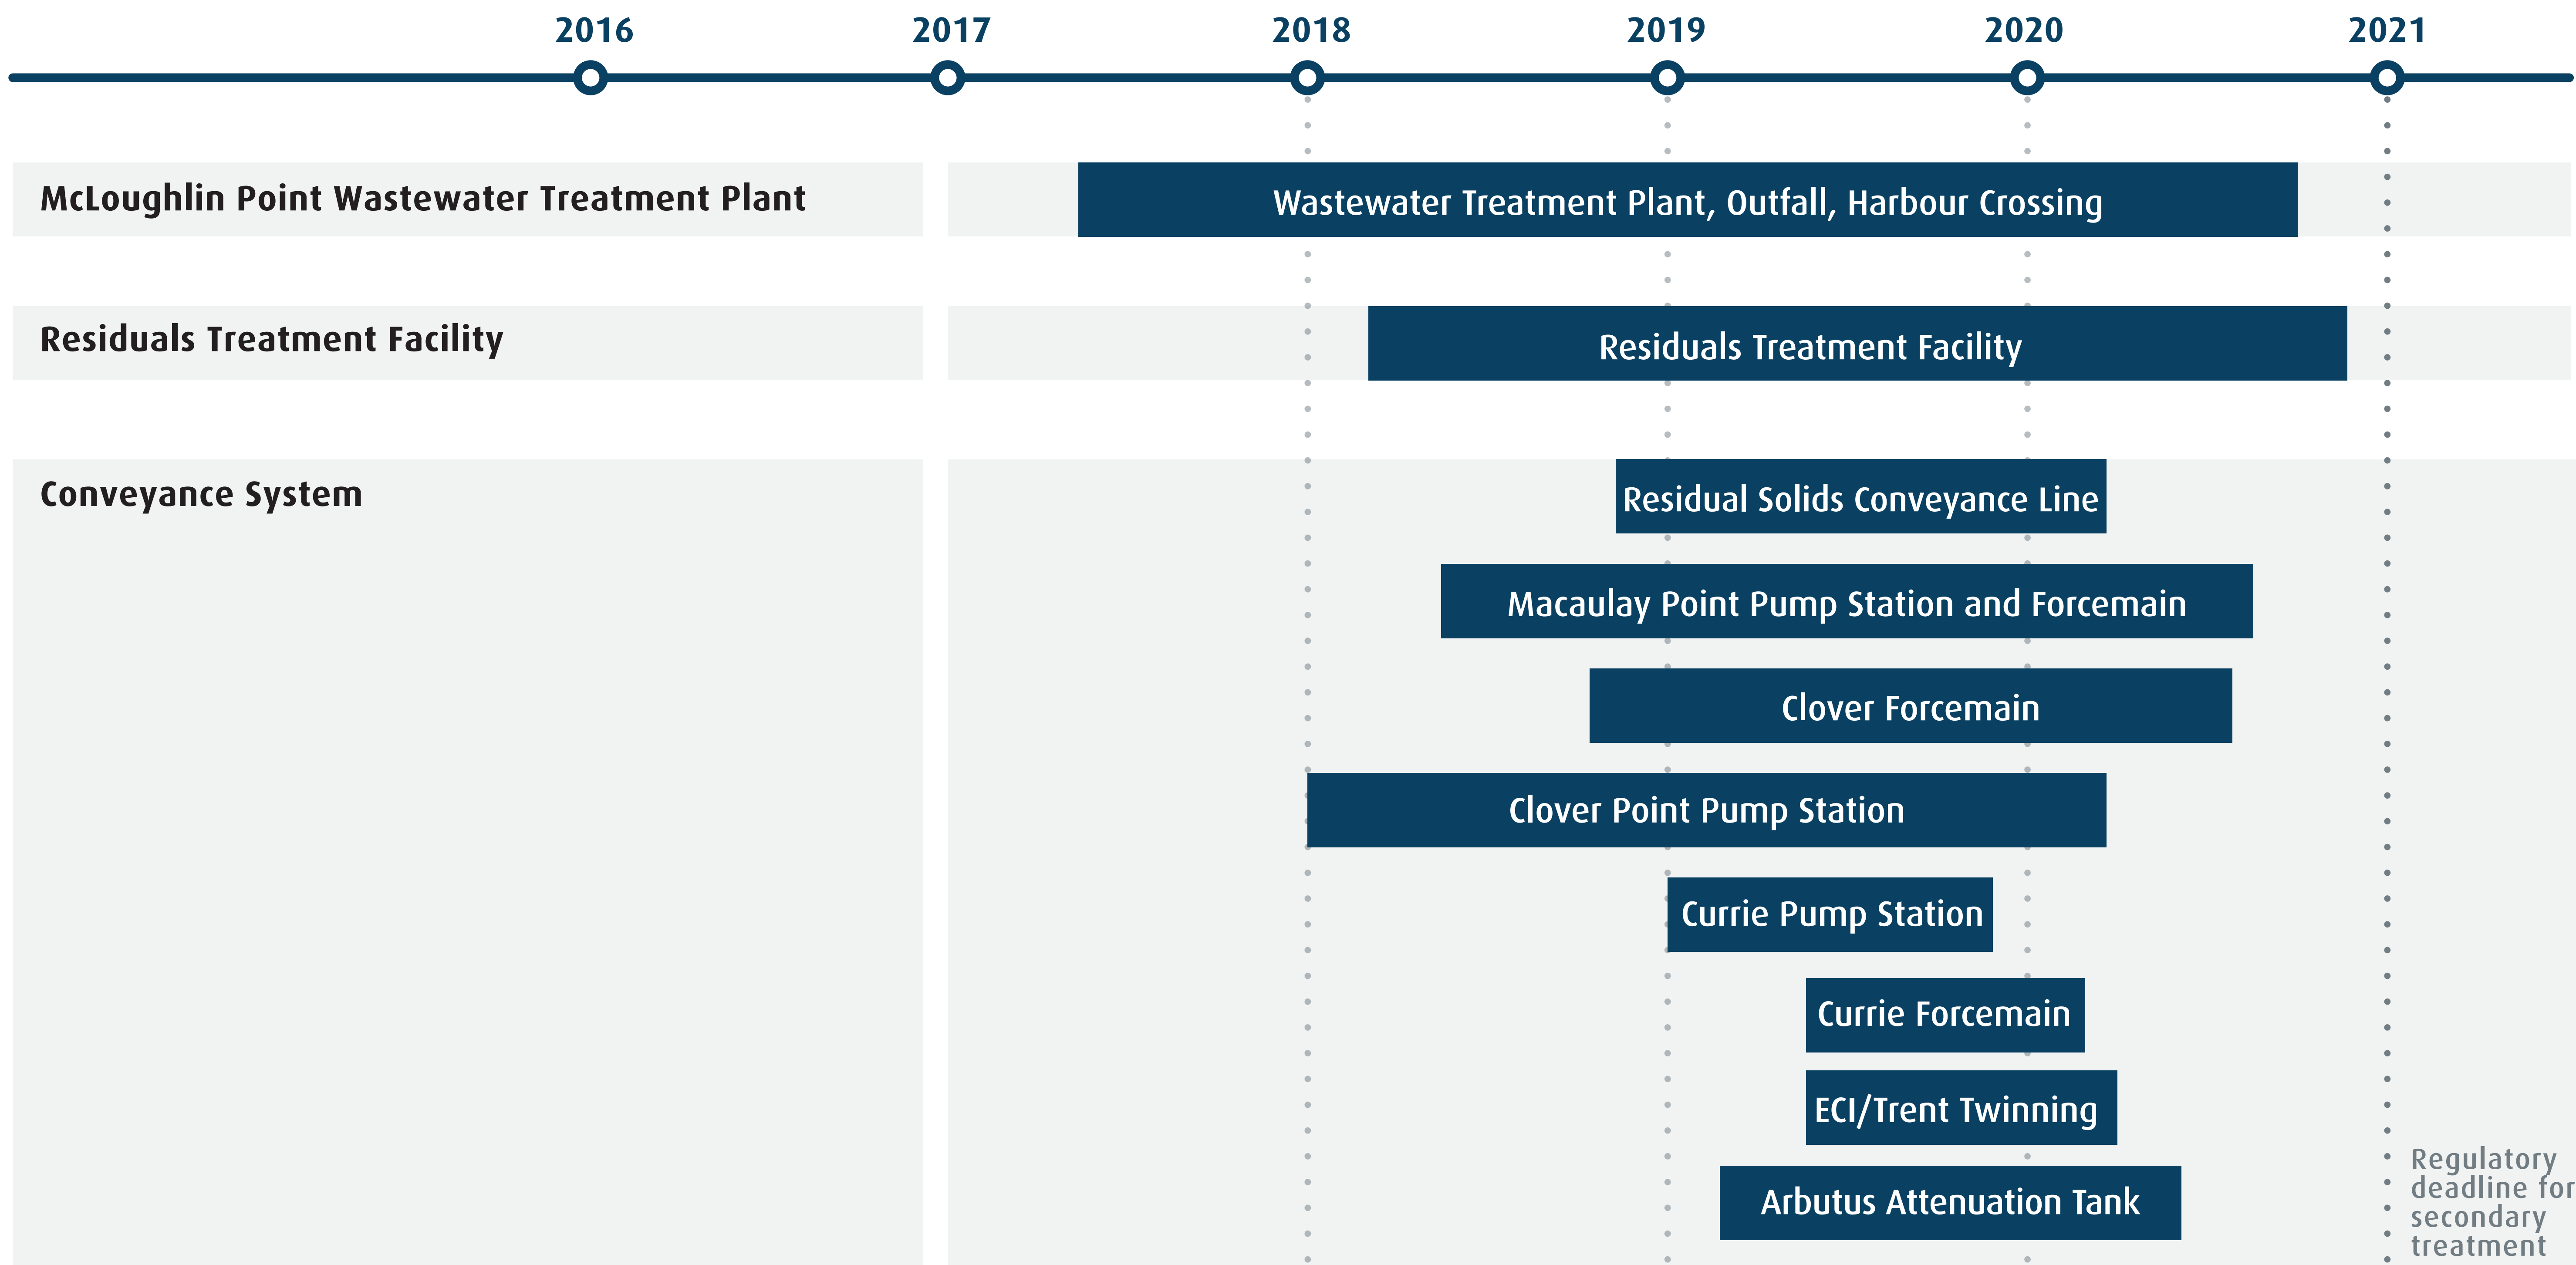 2016 2017 2018 2019 2020 2021
McLoughlin Point Wastewater Treatment Plant
Wastewater Treatment Plant, Outfall, Harbour Crossing
Residuals Treatment Facility
Residuals Treatment Facility
Conveyance System
Residual Solids Conveyance Line
Macaulay Point Pump Station and Forcemain
Clover Forcemain
Clover Point Pump Station
Currie Pump Station
Currie Forcemain
ECI/Trent Twinning
Arbutus Attenuation Tank
Regulatory
deadline for
secondary
treatment